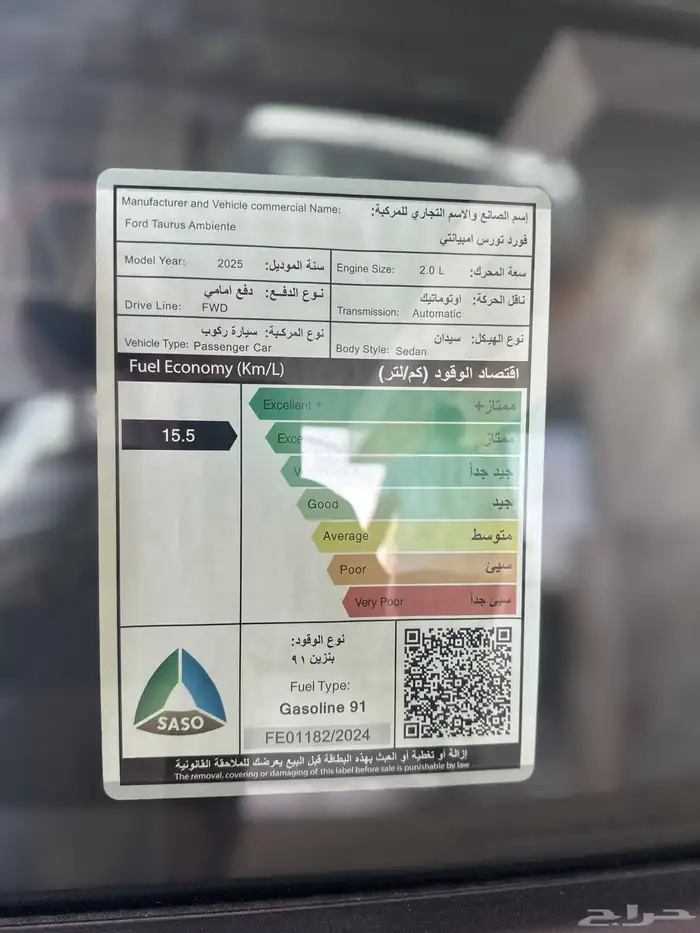 Manufacturer and Vehicle commercial Name:
إسم الصانع والاسم التجاري للمركبة:
Ford Taurus Ambiente
فورد تورس امبيانتي
Model Year: 2025 سنة الموديل:
Engine Size: 2.0 L سعة المحرك:
نوع الدفع: دفع امامي
Drive Line: FWD
ناقل الحركة: اوتوماتيك
Transmission: Automatic
نوع المركبة: سيارة ركوب
Vehicle Type: Passenger Car
نوع الهيكل: سيدان
Body Style: Sedan
Fuel Economy (Km/L) اقتصاد الوقود (كم/لتر)
15.5
Excellent + ممتاز+
ممتاز
جيد جداً
Good جيد
Average متوسط
Poor سيئ
Very Poor سيئ جداً
SASO
نوع الوقود:
بنزين ٩١
Fuel Type:
Gasoline 91
FE01182/2024
إزالة أو تغطية أو العبث بهذه البطاقة قبل البيع يعرضك للملاحقة القانونية
The removal, covering or damaging of this label before sale is punishable by law
حراج